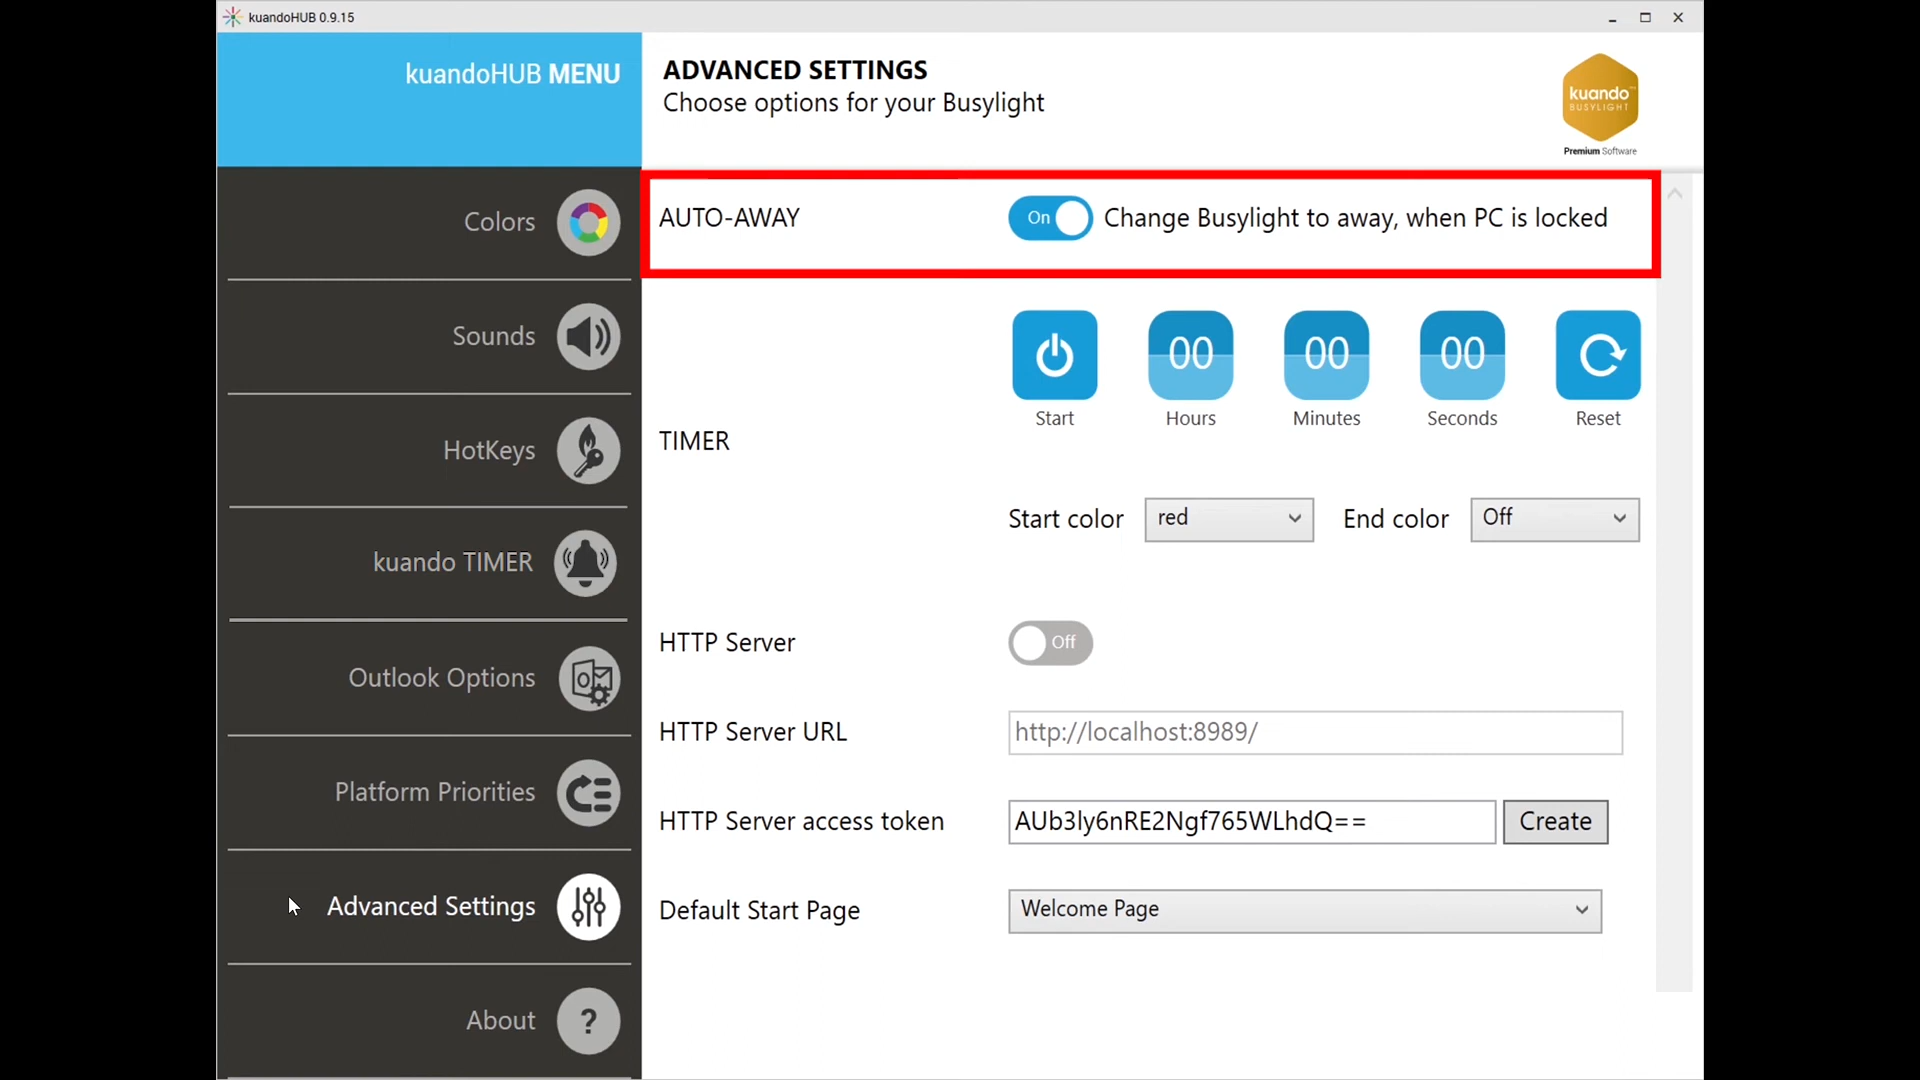 kuandoHUB 0.9.15
kuandoHUB MENU
ADVANCED SETTINGS
Choose options for your Busylight
kuando
BUSYLIGHT
Premium Software
Colors
Sounds
HotKeys
kuando TIMER
Outlook Options
Platform Priorities
Advanced Settings
About
?
AUTO-AWAY
On
Change Busylight to away, when PC is locked
TIMER
00
00
00
Start
Hours
Minutes
Seconds
Reset
Start color
red
End color
Off
HTTP Server
Off
HTTP Server URL
http://localhost:8989/
HTTP Server access token
AUb3ly6nRE2Ngf765WLhdQ==
Create
Default Start Page
Welcome Page